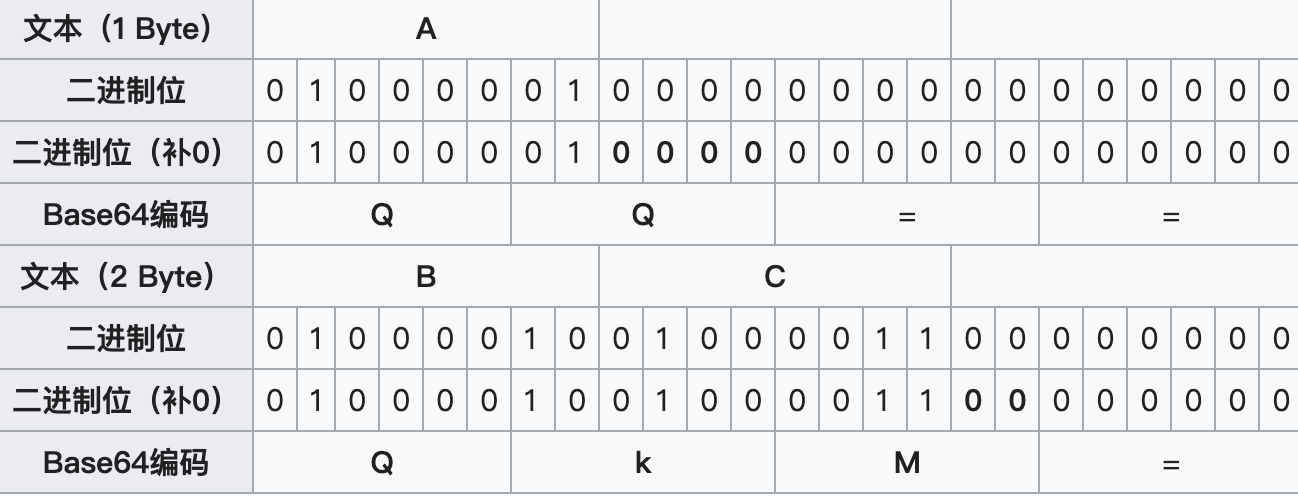 文本（1 Byte） A
二进制位 0 1 0 0 0 0 0 1 0 0 0 0 0 0 0 0 0 0 0 0 0 0 0 0
二进制位（补0） 0 1 0 0 0 0 0 1 0 0 0 0 0 0 0 0 0 0 0 0 0 0 0 0
Base64编码 Q Q = =
文本（2 Byte） B C
二进制位 0 1 0 0 0 0 1 0 0 1 0 0 0 0 1 1 0 0 0 0 0 0 0 0
二进制位（补0） 0 1 0 0 0 0 1 0 0 1 0 0 0 0 1 1 0 0 0 0 0 0 0 0
Base64编码 Q k M =